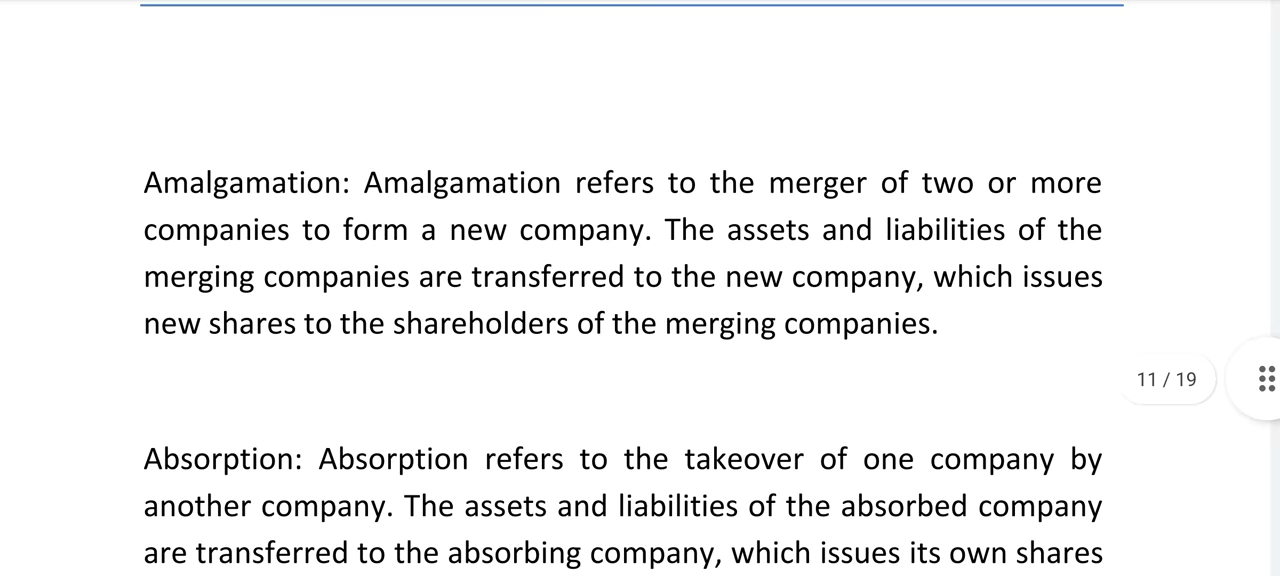 Amalgamation: Amalgamation refers to the merger of two or more
companies to form a new company. The assets and liabilities of the
merging companies are transferred to the new company, which issues
new shares to the shareholders of the merging companies.
11 / 19
Absorption: Absorption refers to the takeover of one company by
another company. The assets and liabilities of the absorbed company
are transferred to the absorbing company, which issues its own shares